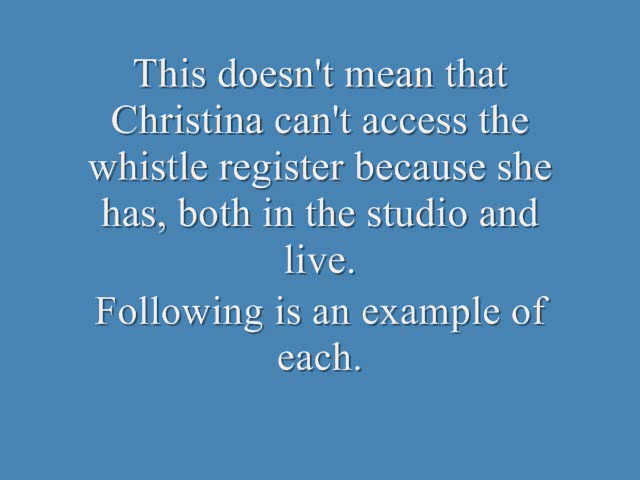 This doesn't mean that
Christina can't access the
whistle register because she
has, both in the studio and
live.
Following is an example of
each.